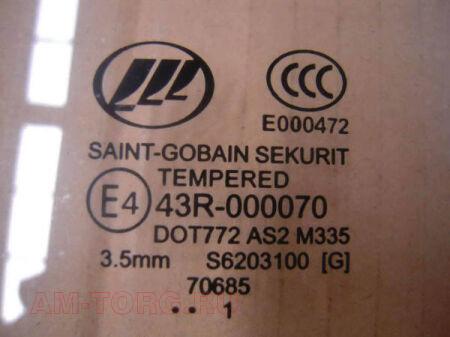 CCC
E000472
SAINT-GOBAIN SEKURIT
TEMPERED
E4 43R-000070
DOT772 AS2 M335
3.5mm S6203100 [G]
70685
•• 1
AM-TORG.RU